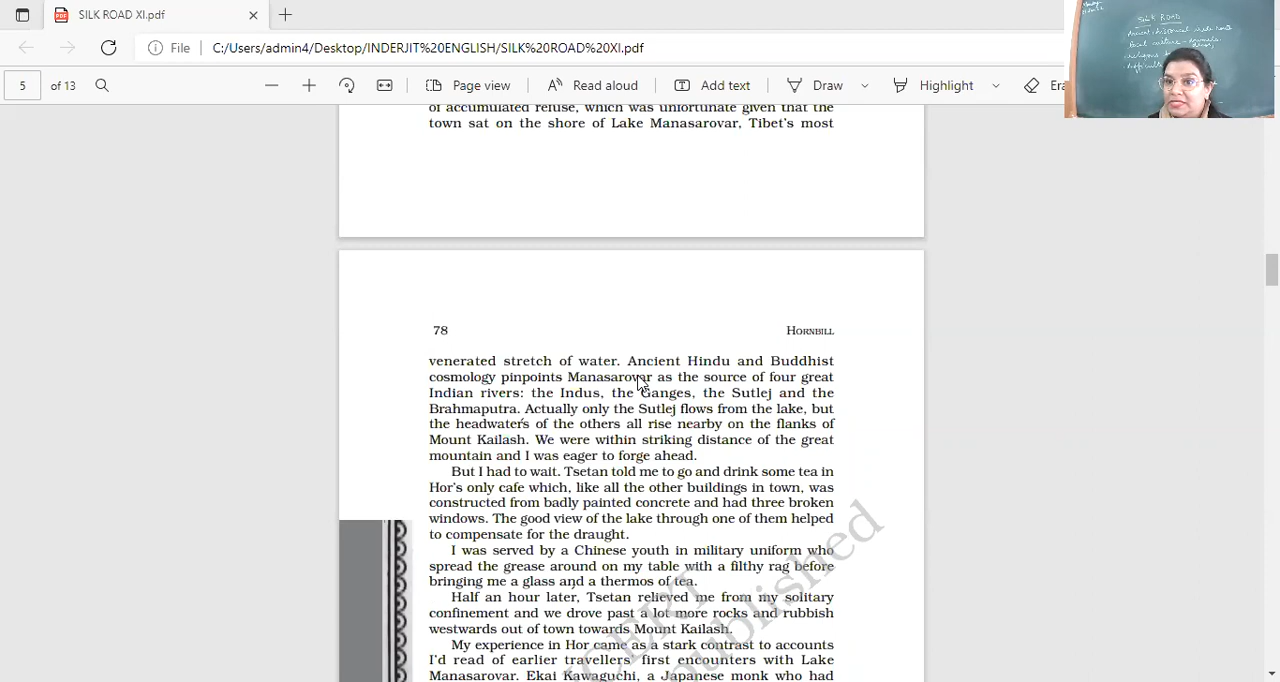 SILK ROAD XI.pdf
File C:/Users/admin4/Desktop/INDERJIT%20ENGLISH/SILK%20ROAD%20XI.pdf
5 of 13 Page view Read aloud Add text Draw Highlight
of accumulated refuse, which was unfortunate given that the
town sat on the shore of Lake Manasarovar, Tibet's most
78 HORNBILL
venerated stretch of water. Ancient Hindu and Buddhist
cosmology pinpoints Manasarovar as the source of four great
Indian rivers: the Indus, the Ganges, the Sutlej and the
Brahmaputra. Actually only the Sutlej flows from the lake, but
the headwaters of the others all rise nearby on the flanks of
Mount Kailash. We were within striking distance of the great
mountain and I was eager to forge ahead.
But I had to wait. Tsetan told me to go and drink some tea in
Hor's only cafe which, like all the other buildings in town, was
constructed from badly painted concrete and had three broken
windows. The good view of the lake through one of them helped
to compensate for the draught.
I was served by a Chinese youth in military uniform who
spread the grease around on my table with a filthy rag before
bringing me a glass and a thermos of tea.
Half an hour later, Tsetan relieved me from my solitary
confinement and we drove past a lot more rocks and rubbish
westwards out of town towards Mount Kailash.
My experience in Hor came as a stark contrast to accounts
I'd read of earlier travellers' first encounters with Lake
Manasarovar. Ekai Kawaguchi, a Japanese monk who had
published
SILK ROAD